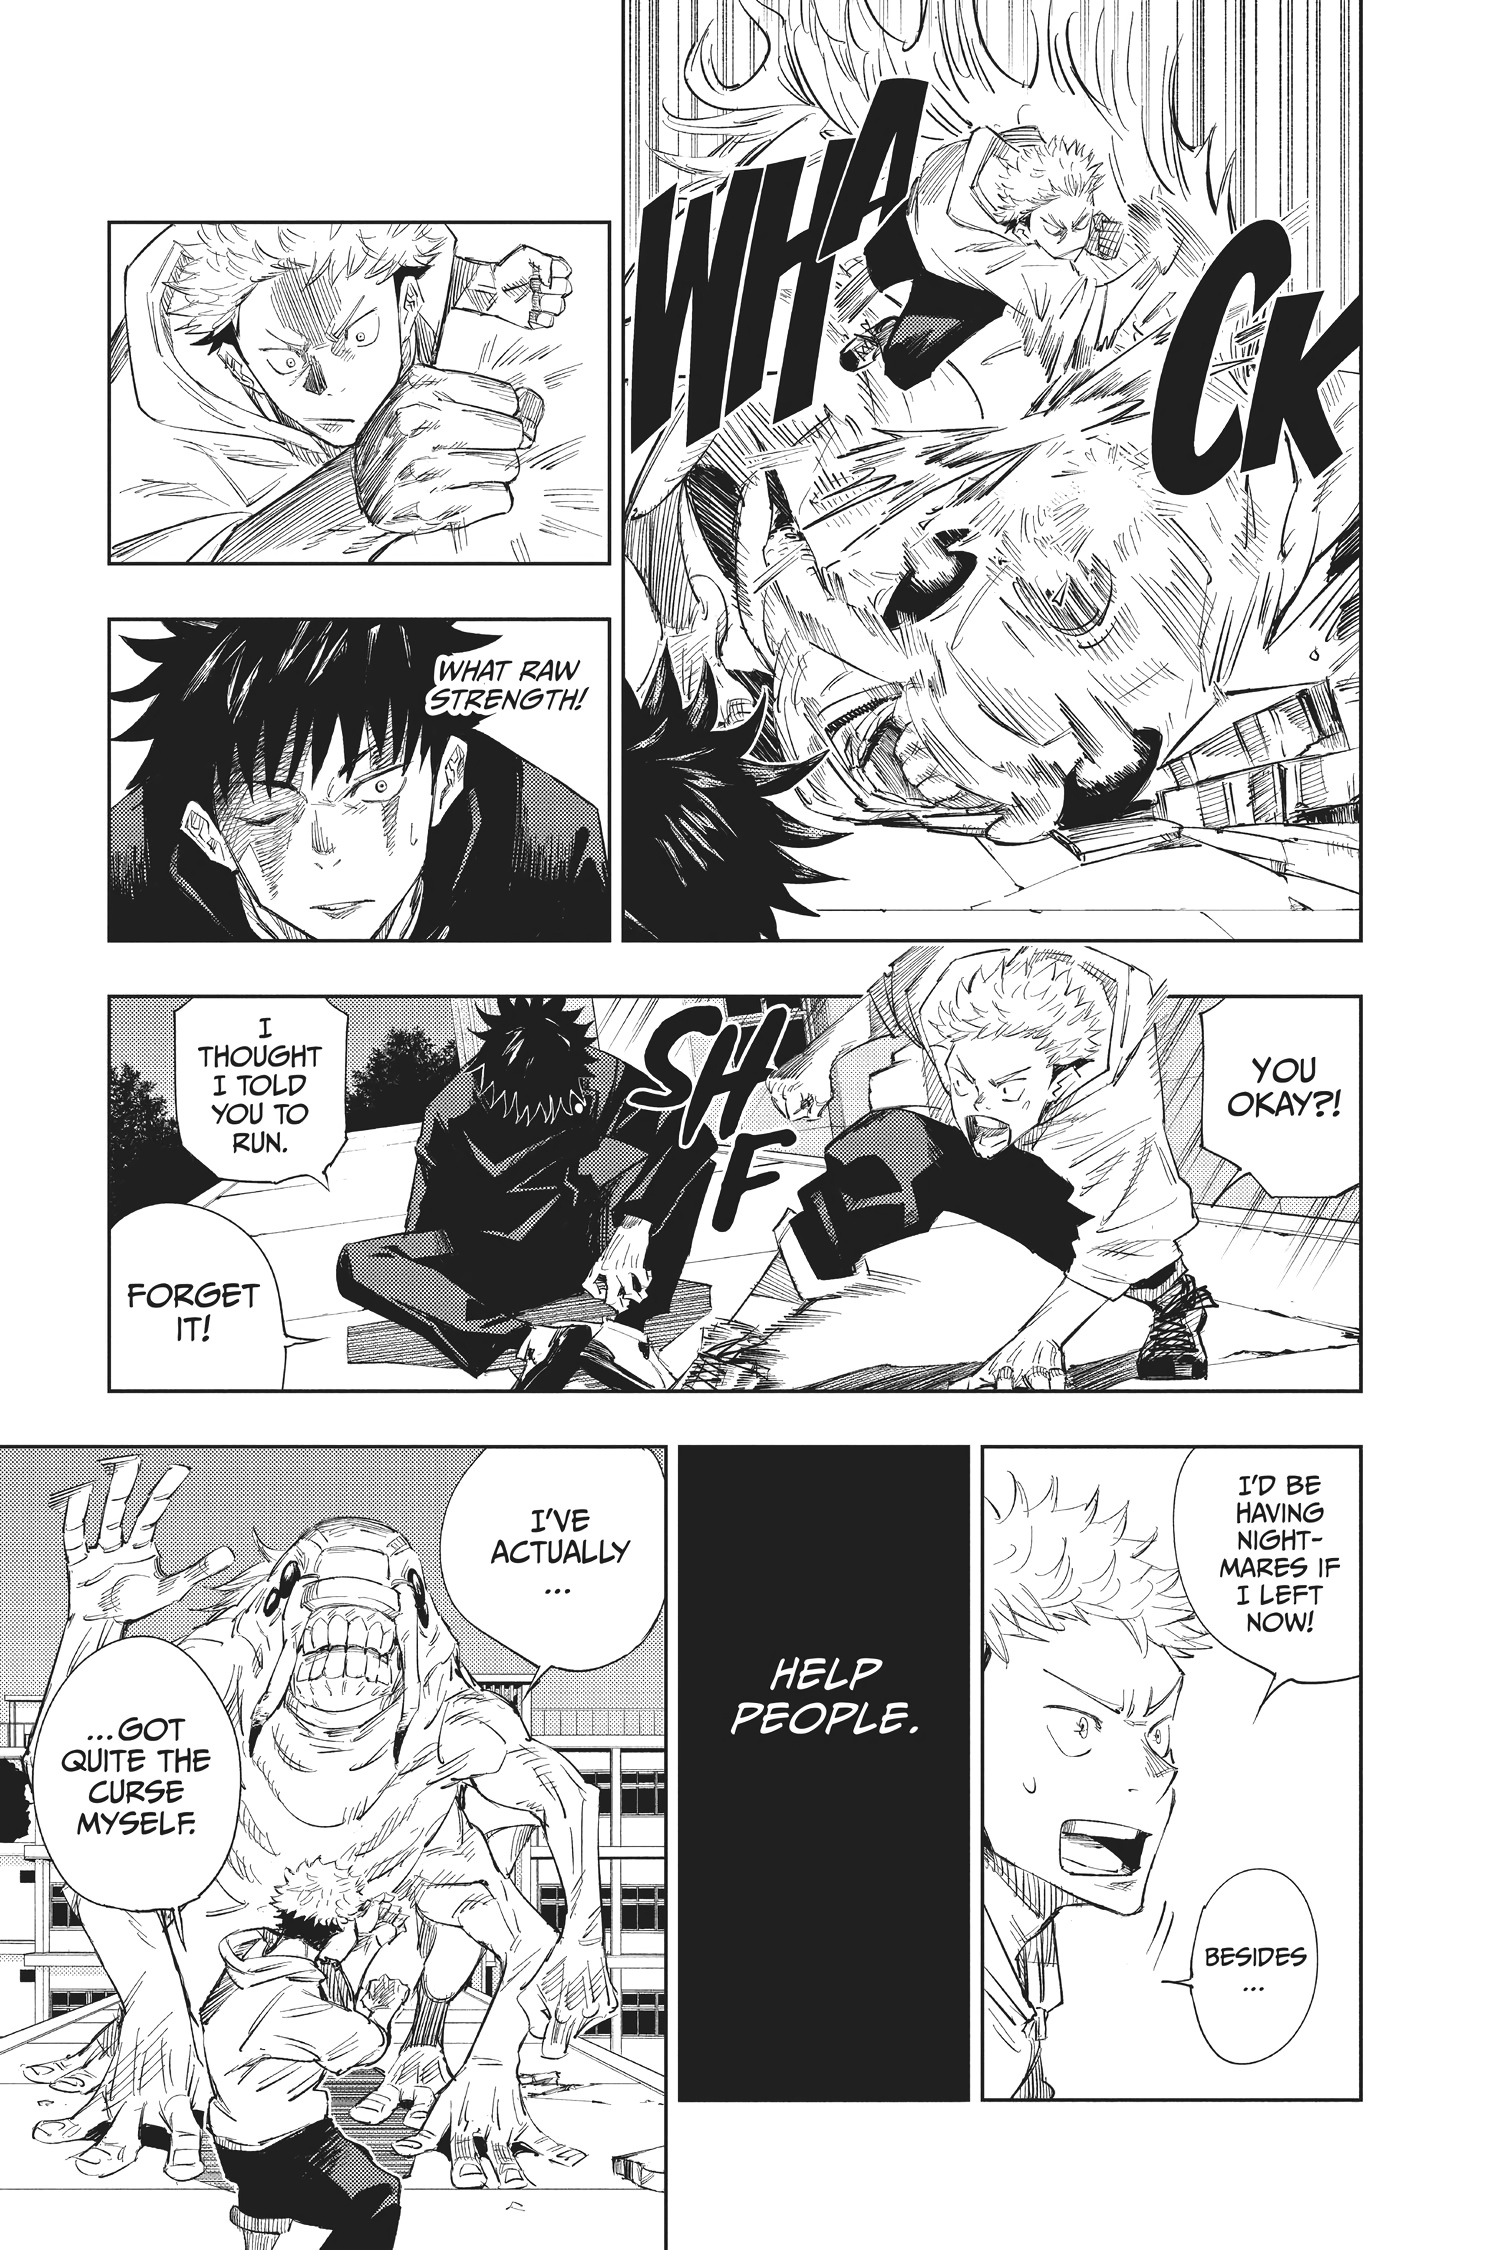 WHA
CK
WHAT RAW
STRENGTH!
YOU
OKAY?!
SHF
I
THOUGHT
I TOLD
YOU TO
RUN.
FORGET
IT!
I'D BE
HAVING
NIGHT-
MARES IF
I LEFT
NOW!
BESIDES
...
HELP
PEOPLE.
I'VE
ACTUALLY
...
...GOT
QUITE THE
CURSE
MYSELF.